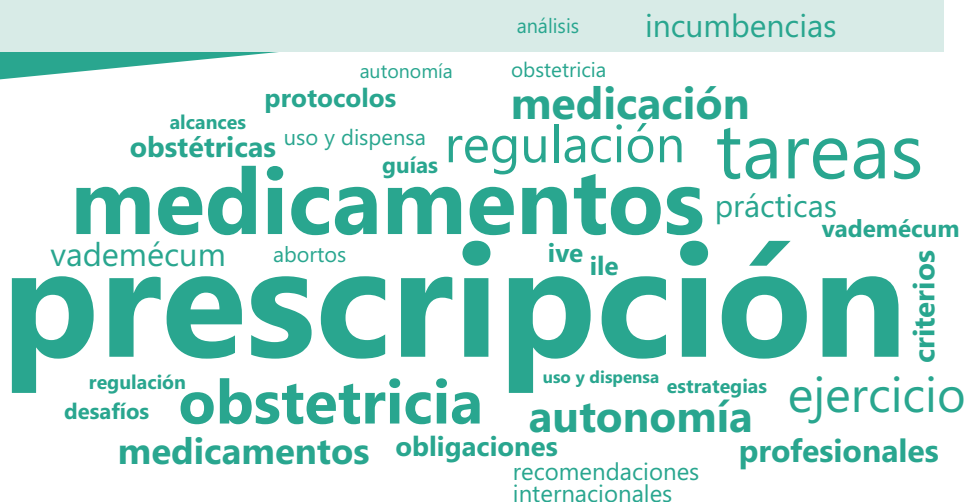 análisis
incumbencias
autonomía
obstetricia
protocolos
medicación
alcances
obstétricas
uso y dispensa
guías
regulación
tareas
medicamentos
prácticas
vademécum
vademécum
abortos
ive
ile
prescripción
criterios
regulación
desafíos
obstetricia
uso y dispensa
estrategias
autonomía
ejercicio
medicamentos
obligaciones
profesionales
recomendaciones
internacionales